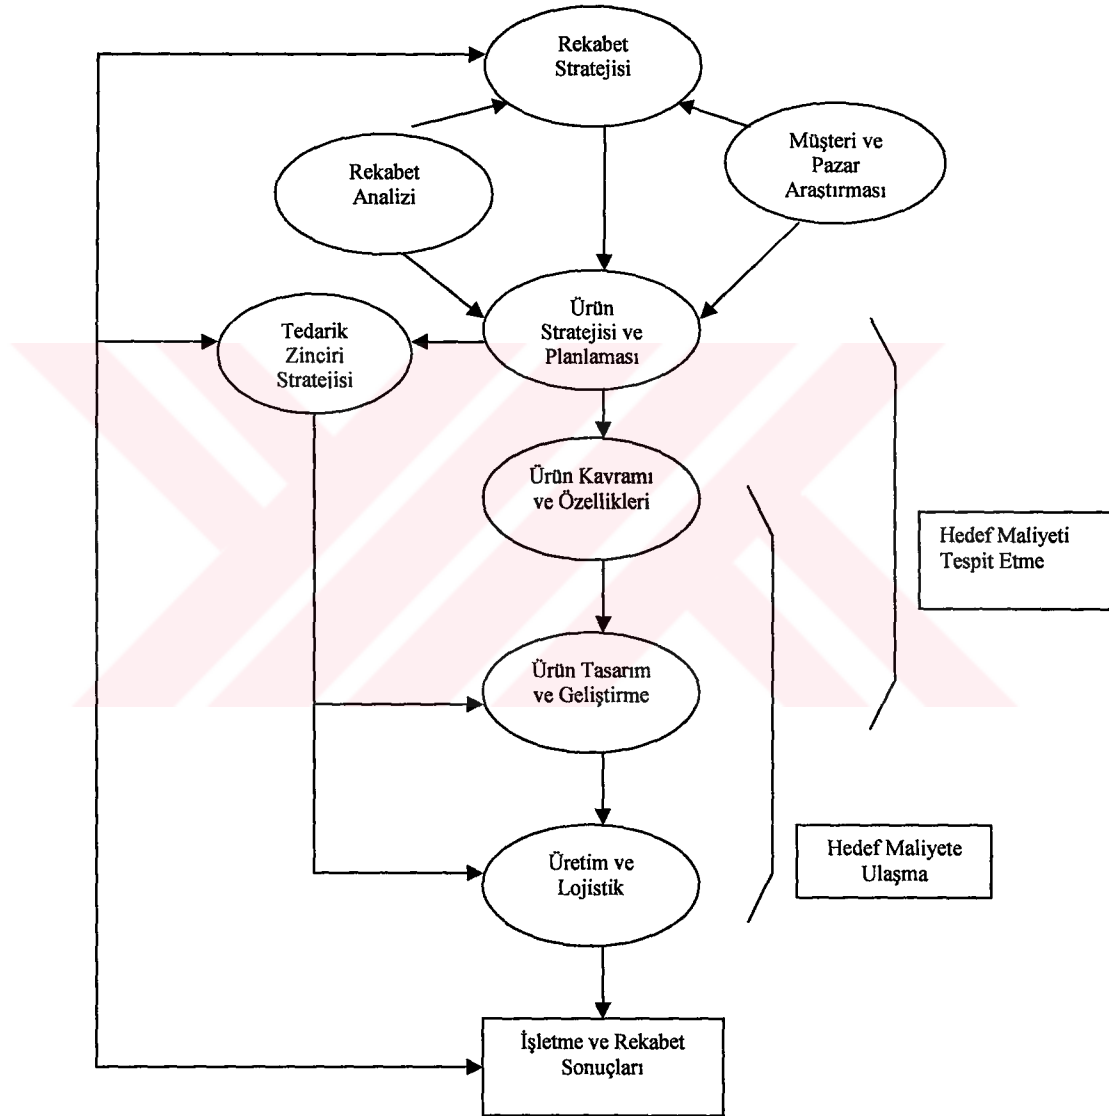 Rekabet
Stratejisi
Rekabet
Analizi
Müşteri ve
Pazar
Araştırması
Tedarik
Zinciri
Stratejisi
Ürün
Stratejisi ve
Planlaması
Ürün Kavramı
ve Özellikleri
Hedef Maliyeti
Tespit Etme
Ürün Tasarım
ve Geliştirme
Üretim ve
Lojistik
Hedef Maliyete
Ulaşma
İşletme ve Rekabet
Sonuçları